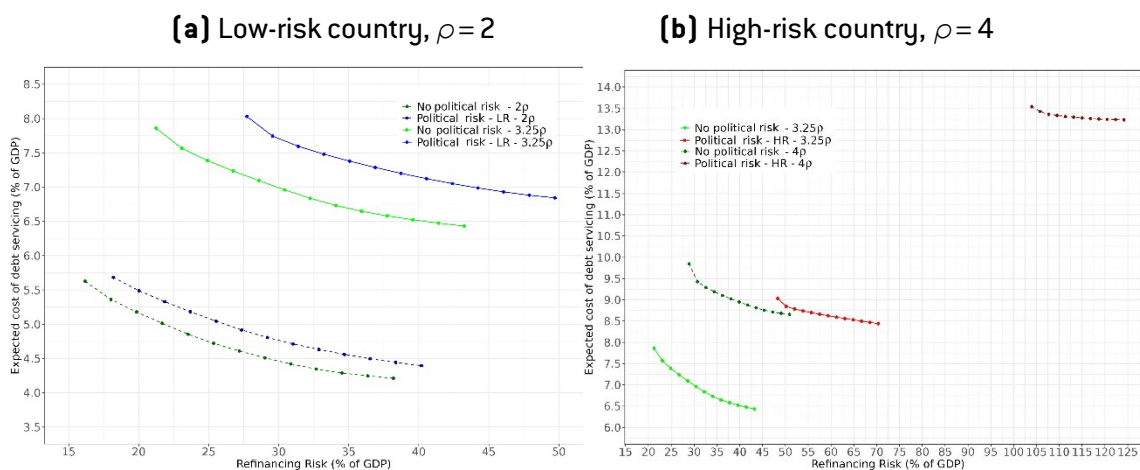 (a) Low-risk country, ρ = 2
Expected cost of debt servicing (% of GDP)
8.5
8.0
7.5
7.0
6.5
6.0
5.5
5.0
4.5
4.0
3.5
No political risk - 2ρ
Political risk - LR - 2ρ
No political risk - 3.25ρ
Political risk - LR - 3.25ρ
15 20 25 30 35 40 45 50
Refinancing Risk (% of GDP)
(b) High-risk country, ρ = 4
Expected cost of debt servicing (% of GDP)
14.0
13.5
13.0
12.5
12.0
11.5
11.0
10.5
10.0
9.5
9.0
8.5
8.0
7.5
7.0
6.5
6.0
No political risk - 3.25ρ
Political risk - HR - 3.25ρ
No political risk - 4ρ
Political risk - HR - 4ρ
15 20 25 30 35 40 45 50 55 60 65 70 75 80 85 90 95 100 105 110 115 120 125
Refinancing Risk (% of GDP)